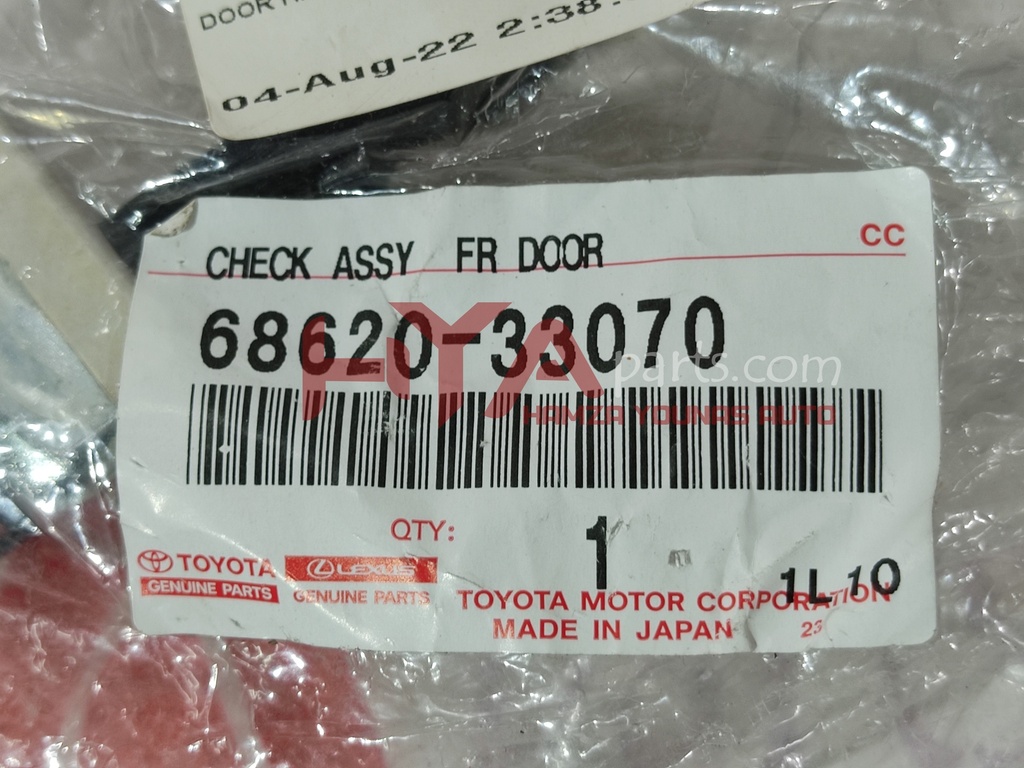 DOOR
04-Aug-22 2:38
CHECK ASSY FR DOOR
CC
68620-33070
HYA parts.com
HAMZA YOUNAS AUTO
QTY: 1
TOYOTA
GENUINE PARTS
LEXUS
GENUINE PARTS
1L10
TOYOTA MOTOR CORPORATION
MADE IN JAPAN 23